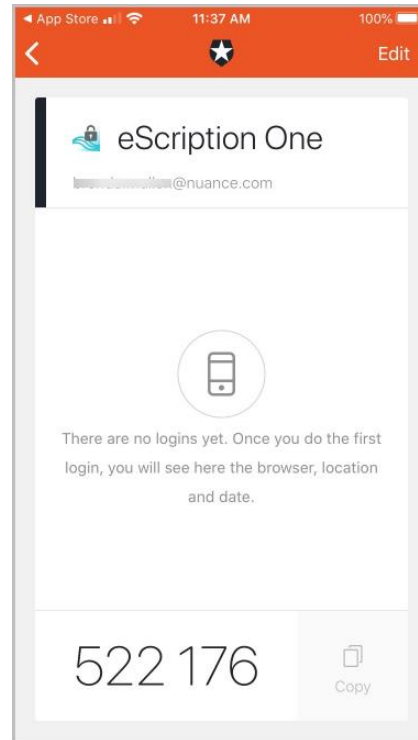 App Store 11:37 AM 100%
Edit
eScription One
@nuance.com
There are no logins yet. Once you do the first
login, you will see here the browser, location
and date.
522 176
Copy